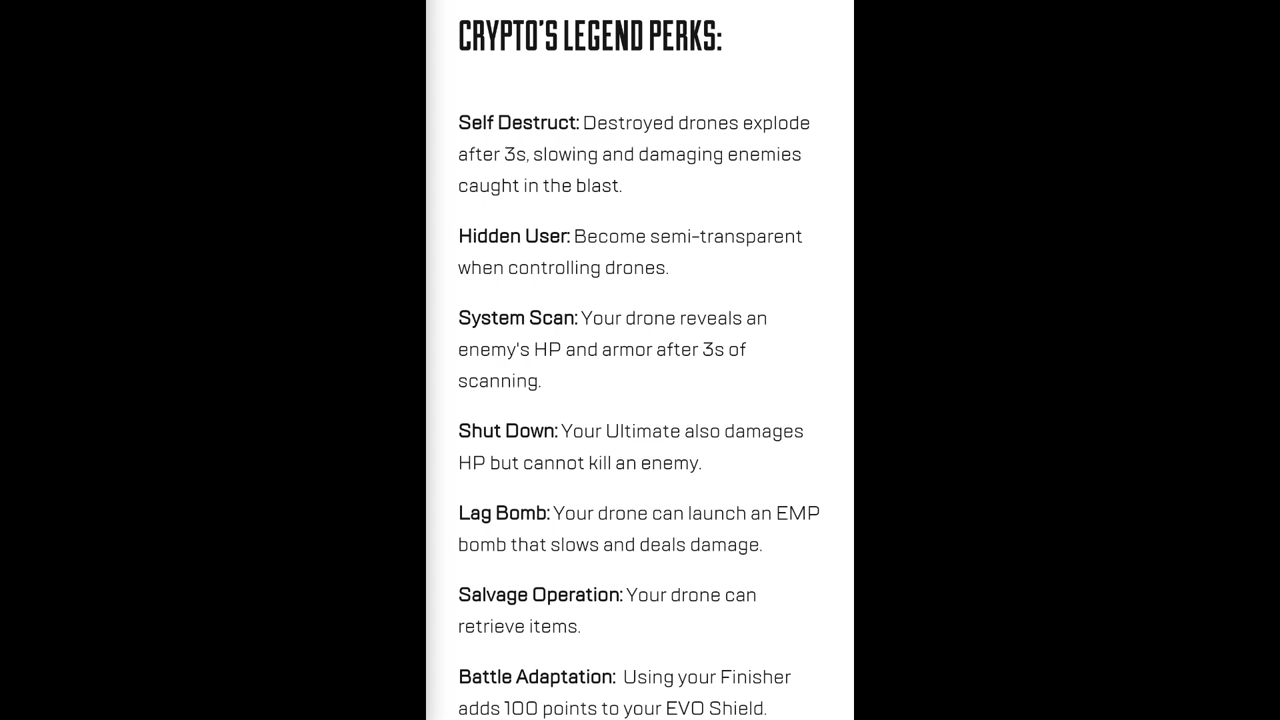 CRYPTO'S LEGEND PERKS:
Self Destruct: Destroyed drones explode
after 3s, slowing and damaging enemies
caught in the blast.
Hidden User: Become semi-transparent
when controlling drones.
System Scan: Your drone reveals an
enemy's HP and armor after 3s of
scanning.
Shut Down: Your Ultimate also damages
HP but cannot kill an enemy.
Lag Bomb: Your drone can launch an EMP
bomb that slows and deals damage.
Salvage Operation: Your drone can
retrieve items.
Battle Adaptation: Using your Finisher
adds 100 points to your EVO Shield.